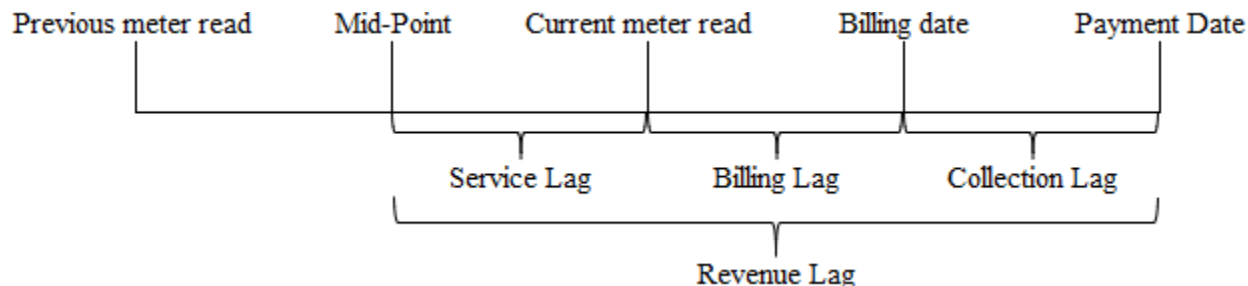 Previous meter read Mid-Point Current meter read Billing date Payment Date
Service Lag Billing Lag Collection Lag
Revenue Lag